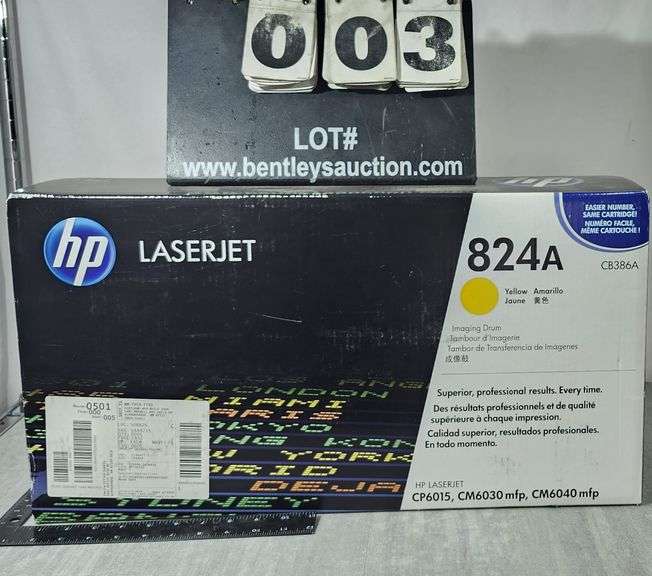 003
LOT#
www.bentleysauction.com
hp
hp
LASERJET
824A
EASIER NUMBER,
SAME CARTRIDGE!
NUMÉRO FACILE,
MÊME CARTOUCHE !
CB386A
Yellow Amarillo
Jaune 黄色
Imaging Drum
Tambour d'Imagerie
Tambor de Transferencia de Imágenes
成像鼓
Superior, professional results. Every time.
Des résultats professionnels et de qualité
supérieure à chaque impression.
Calidad superior, resultados profesionales.
En todo momento.
HP LASERJET
CP6015, CM6030 mfp, CM6040 mfp
LONDON
MIAMI
PARIS
HONG KONG
NEW YORK
MADRID
SYDNEY
0501
000
005